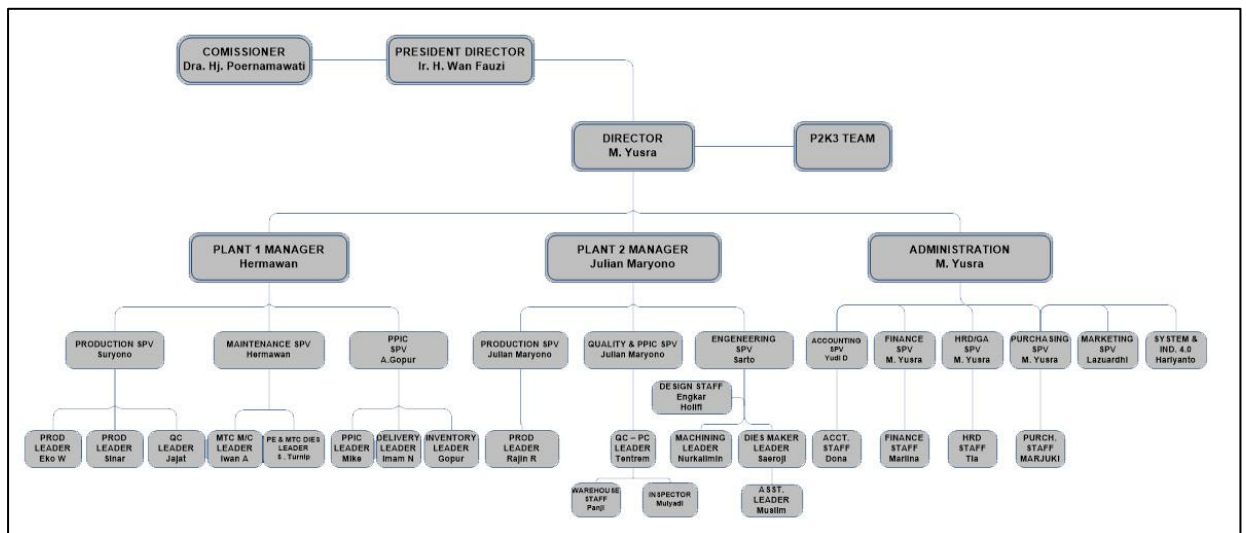 COMISSIONER
Dra. Hj. Poernamawati
PRESIDENT DIRECTOR
Ir. H. Wan Fauzi
DIRECTOR
M. Yusra
P2K3 TEAM
PLANT 1 MANAGER
Hermawan
PLANT 2 MANAGER
Julian Maryono
ADMINISTRATION
M. Yusra
PRODUCTION SPV
Suryono
MAINTENANCE SPV
Hermawan
PPIC
SPV
A.Gopur
PRODUCTION SPV
Julian Maryono
QUALITY & PPIC SPV
Julian Maryono
ENGENEERING
SPV
Sarto
ACCOUNTING
SPV
Yudi D
FINANCE
SPV
M. Yusra
HRD/GA
SPV
M. Yusra
PURCHASING
SPV
M. Yusra
MARKETING
SPV
Lazuardhi
SYSTEM &
IND. 4.0
Hariyanto
DESIGN STAFF
Engkar
Holifi
PROD
LEADER
Eko W
PROD
LEADER
Sinar
QC
LEADER
Jajat
MTC M/C
LEADER
Iwan A
PE & MTC DIES
LEADER
S . Turnip
PPIC
LEADER
Mike
DELIVERY
LEADER
Imam N
INVENTORY
LEADER
Gopur
PROD
LEADER
Rajin R
QC – PC
LEADER
Tentrem
MACHINING
LEADER
Nurkalimin
DIES MAKER
LEADER
Saeroji
ACCT.
STAFF
Dona
FINANCE
STAFF
Marlina
HRD
STAFF
Tia
PURCH.
STAFF
MARJUKI
WAREHOUSE
STAFF
Panji
INSPECTOR
Mulyadi
ASST.
LEADER
Muslim